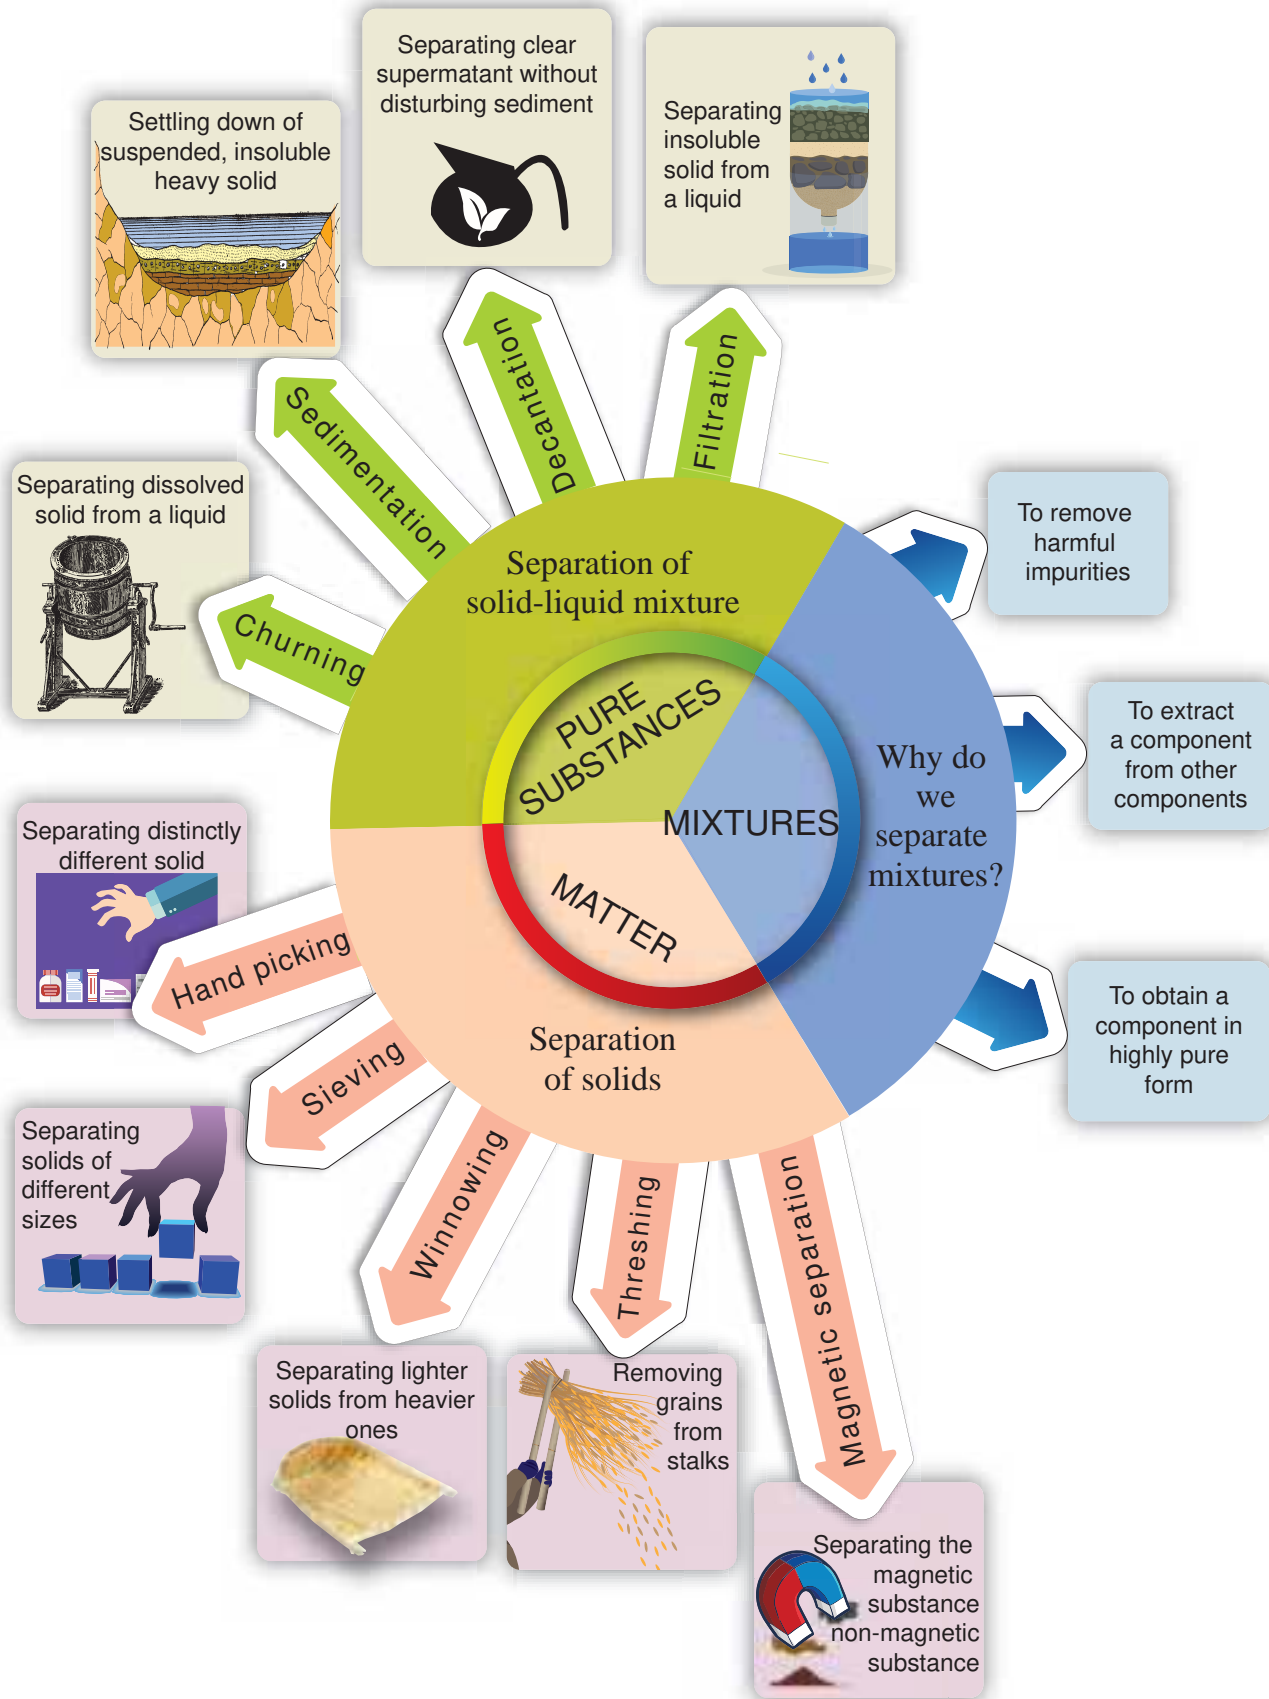 Separating clear
supermatant without
disturbing sediment
Separating
insoluble
solid from
a liquid
Settling down of
suspended, insoluble
heavy solid
Decantation
Filtration
Sedimentation
Separating dissolved
solid from a liquid
Churning
Separation of
solid-liquid mixture
To remove
harmful
impurities
PURE
SUBSTANCES
MIXTURES
MATTER
Why do
we
separate
mixtures?
To extract
a component
from other
components
To obtain a
component in
highly pure
form
Separating distinctly
different solid
Hand picking
Separation
of solids
Sieving
Separating
solids of
different
sizes
Winnowing
Threshing
Magnetic separation
Separating lighter
solids from heavier
ones
Removing
grains
from
stalks
Separating the
magnetic
substance
non-magnetic
substance